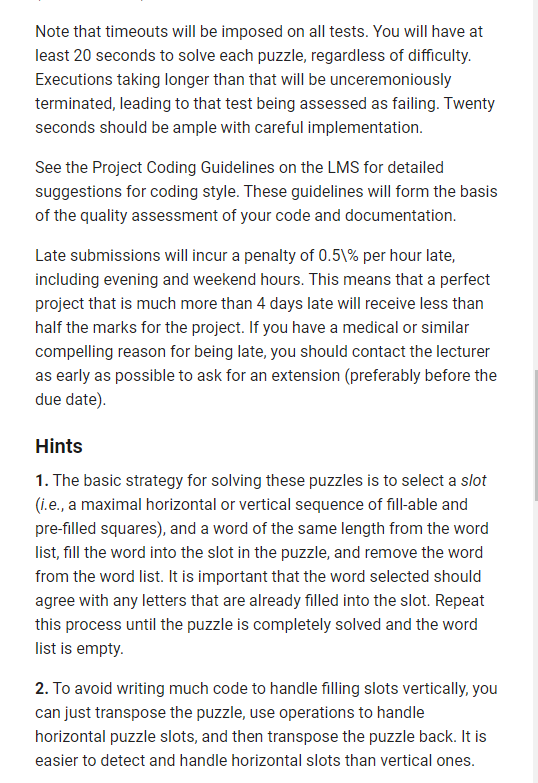 Note that timeouts will be imposed on all tests. You will have at
least 20 seconds to solve each puzzle, regardless of difficulty.
Executions taking longer than that will be unceremoniously
terminated, leading to that test being assessed as failing. Twenty
seconds should be ample with careful implementation.
See the Project Coding Guidelines on the LMS for detailed
suggestions for coding style. These guidelines will form the basis
of the quality assessment of your code and documentation.
Late submissions will incur a penalty of 0.5\% per hour late,
including evening and weekend hours. This means that a perfect
project that is much more than 4 days late will receive less than
half the marks for the project. If you have a medical or similar
compelling reason for being late, you should contact the lecturer
as early as possible to ask for an extension (preferably before the
due date).
Hints
1. The basic strategy for solving these puzzles is to select a slot
(i.e., a maximal horizontal or vertical sequence of fill-able and
pre-filled squares), and a word of the same length from the word
list, fill the word into the slot in the puzzle, and remove the word
from the word list. It is important that the word selected should
agree with any letters that are already filled into the slot. Repeat
this process until the puzzle is completely solved and the word
list is empty.
2. To avoid writing much code to handle filling slots vertically, you
can just transpose the puzzle, use operations to handle
horizontal puzzle slots, and then transpose the puzzle back. It is
easier to detect and handle horizontal slots than vertical ones.